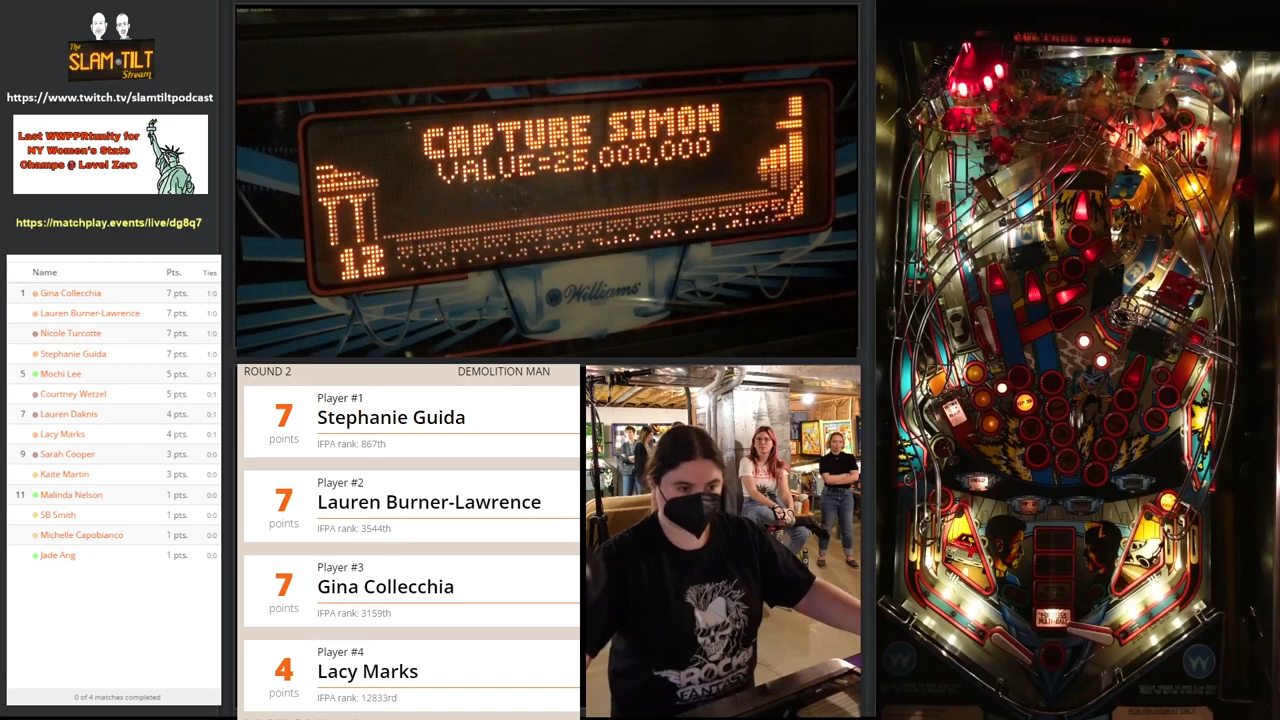 The
SLAM TILT
Stream
https://www.twitch.tv/slamtiltpodcast
Last WWPPRtunity for
NY Women's State
Champs @ Level Zero
https://matchplay.events/live/dg8q7
Name Pts. Ties
1 Gina Collecchia 7 pts. 1:0
Lauren Burner-Lawrence 7 pts. 1:0
Nicole Turcotte 7 pts. 1:0
Stephanie Guida 7 pts. 1:0
5 Mochi Lee 5 pts. 0:1
Courtney Wetzel 5 pts. 0:1
7 Lauren Daknis 4 pts. 0:1
Lacy Marks 4 pts. 0:1
9 Sarah Cooper 3 pts. 0:0
Kaite Martin 3 pts. 0:0
11 Malinda Nelson 1 pts. 0:0
SB Smith 1 pts. 0:0
Michelle Capobianco 1 pts. 0:0
Jade Ang 1 pts. 0:0
0 of 4 matches completed
CAPTURE SIMON
VALUE=25,000,000
12
Williams
ROUND 2 DEMOLITION MAN
Player #1
7 points
Stephanie Guida
IFPA rank: 867th
Player #2
7 points
Lauren Burner-Lawrence
IFPA rank: 3544th
Player #3
7 points
Gina Collecchia
IFPA rank: 3159th
Player #4
4 points
Lacy Marks
IFPA rank: 12833rd
ROCK
FANTASY
CAPTURE SIMON
MULTI-BALL
W
W